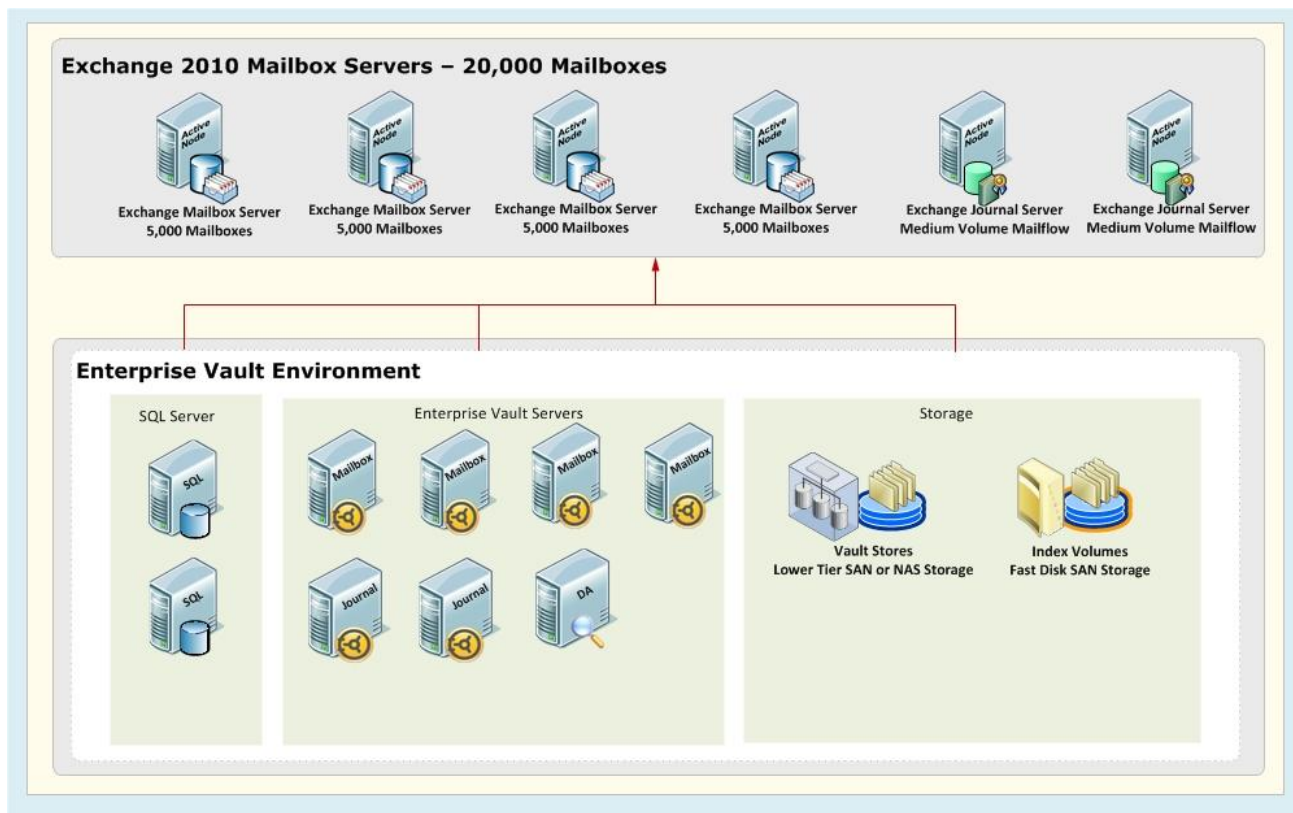 Exchange 2010 Mailbox Servers – 20,000 Mailboxes
Active
Node
Active
Node
Active
Node
Active
Node
Active
Node
Active
Node
Exchange Mailbox Server
5,000 Mailboxes
Exchange Mailbox Server
5,000 Mailboxes
Exchange Mailbox Server
5,000 Mailboxes
Exchange Mailbox Server
5,000 Mailboxes
Exchange Journal Server
Medium Volume Mailflow
Exchange Journal Server
Medium Volume Mailflow
Enterprise Vault Environment
SQL Server
SQL
SQL
Enterprise Vault Servers
Mailbox
Mailbox
Mailbox
Mailbox
Journal
Journal
DA
Storage
Vault Stores
Lower Tier SAN or NAS Storage
Index Volumes
Fast Disk SAN Storage